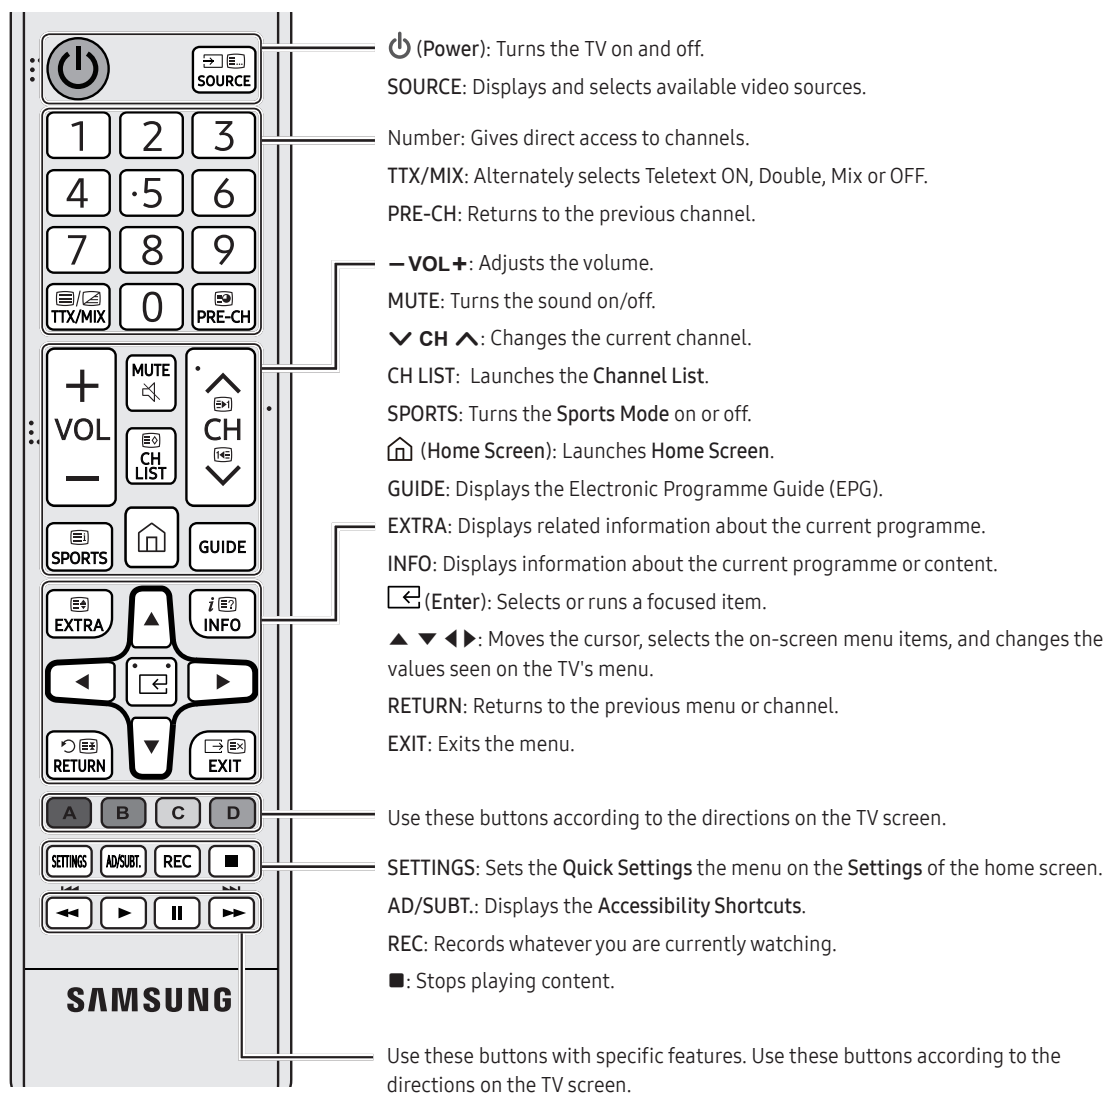 SOURCE
1 2 3
4 ·5 6
7 8 9
TTX/MIX 0 PRE-CH
+ VOL —
MUTE
CH LIST
CH
SPORTS
GUIDE
EXTRA
INFO
RETURN
EXIT
A B C D
SETTINGS AD/SUBT. REC
SAMSUNG
(Power): Turns the TV on and off.
SOURCE: Displays and selects available video sources.
Number: Gives direct access to channels.
TTX/MIX: Alternately selects Teletext ON, Double, Mix or OFF.
PRE-CH: Returns to the previous channel.
— VOL +: Adjusts the volume.
MUTE: Turns the sound on/off.
CH : Changes the current channel.
CH LIST: Launches the Channel List.
SPORTS: Turns the Sports Mode on or off.
(Home Screen): Launches Home Screen.
GUIDE: Displays the Electronic Programme Guide (EPG).
EXTRA: Displays related information about the current programme.
INFO: Displays information about the current programme or content.
(Enter): Selects or runs a focused item.
▲ ▼ ◀ ▶: Moves the cursor, selects the on-screen menu items, and changes the
values seen on the TV's menu.
RETURN: Returns to the previous menu or channel.
EXIT: Exits the menu.
Use these buttons according to the directions on the TV screen.
SETTINGS: Sets the Quick Settings the menu on the Settings of the home screen.
AD/SUBT.: Displays the Accessibility Shortcuts.
REC: Records whatever you are currently watching.
■: Stops playing content.
Use these buttons with specific features. Use these buttons according to the
directions on the TV screen.